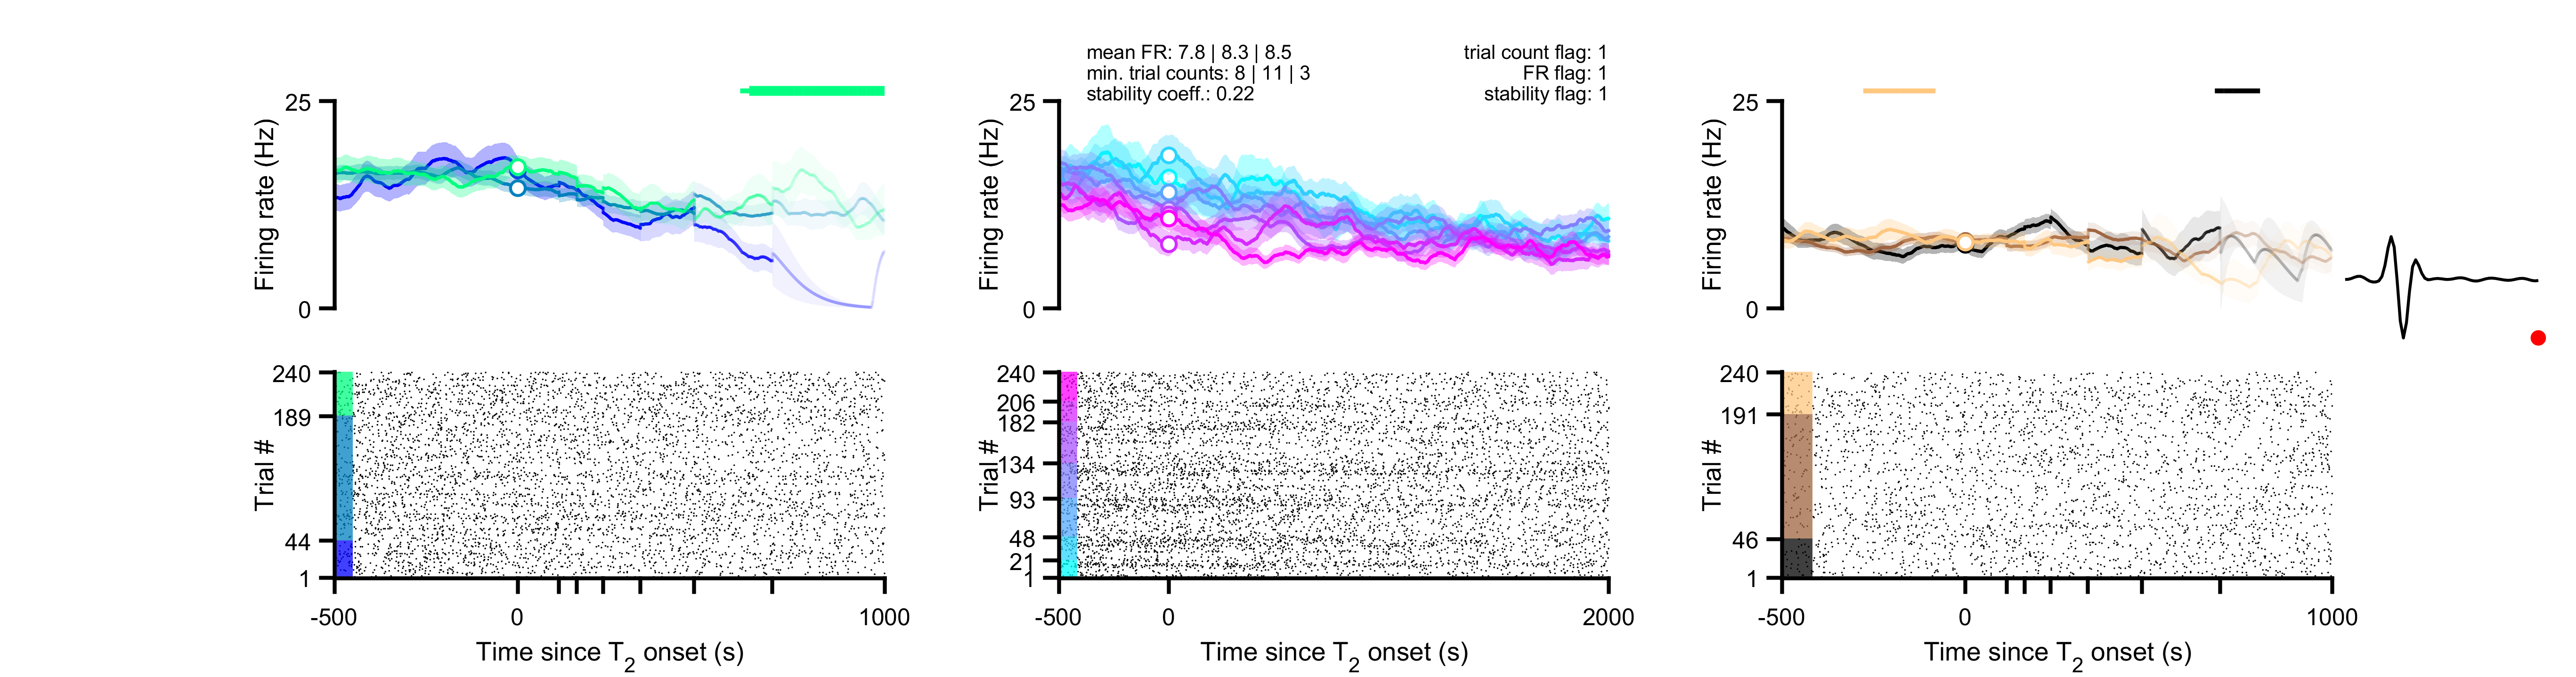 mean FR: 7.8 | 8.3 | 8.5
min. trial counts: 8 | 11 | 3
stability coeff.: 0.22
trial count flag: 1
FR flag: 1
stability flag: 1
25
Firing rate (Hz)
0
240
189
Trial #
44
1
-500
0
1000
Time since T2 onset (s)
25
Firing rate (Hz)
0
240
206
182
Trial #
134
93
48
21
1
-500
0
2000
Time since T2 onset (s)
25
Firing rate (Hz)
0
240
191
Trial #
46
1
-500
0
1000
Time since T2 onset (s)